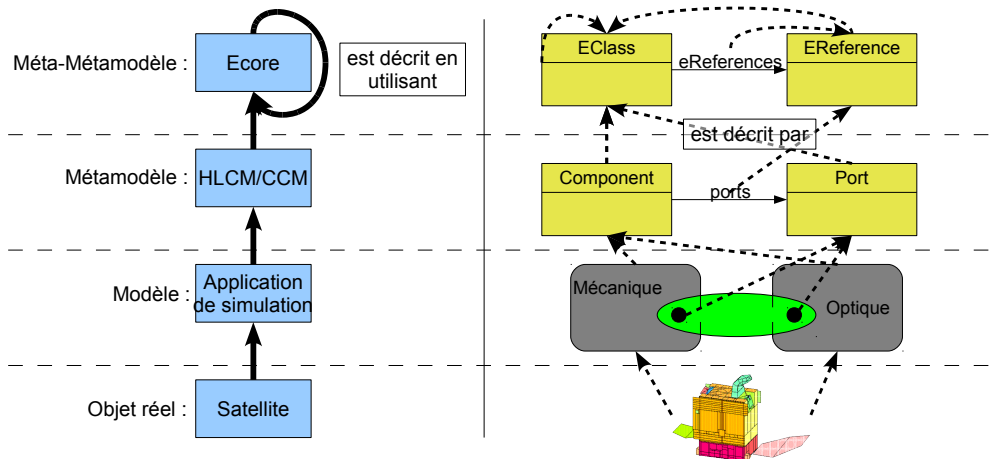 Méta-Métamodèle :
Ecore
est décrit en
utilisant
EClass
eReferences
EReference
est décrit par
Métamodèle :
HLCM/CCM
Component
ports
Port
Modèle :
Application
de simulation
Mécanique
Optique
Objet réel :
Satellite